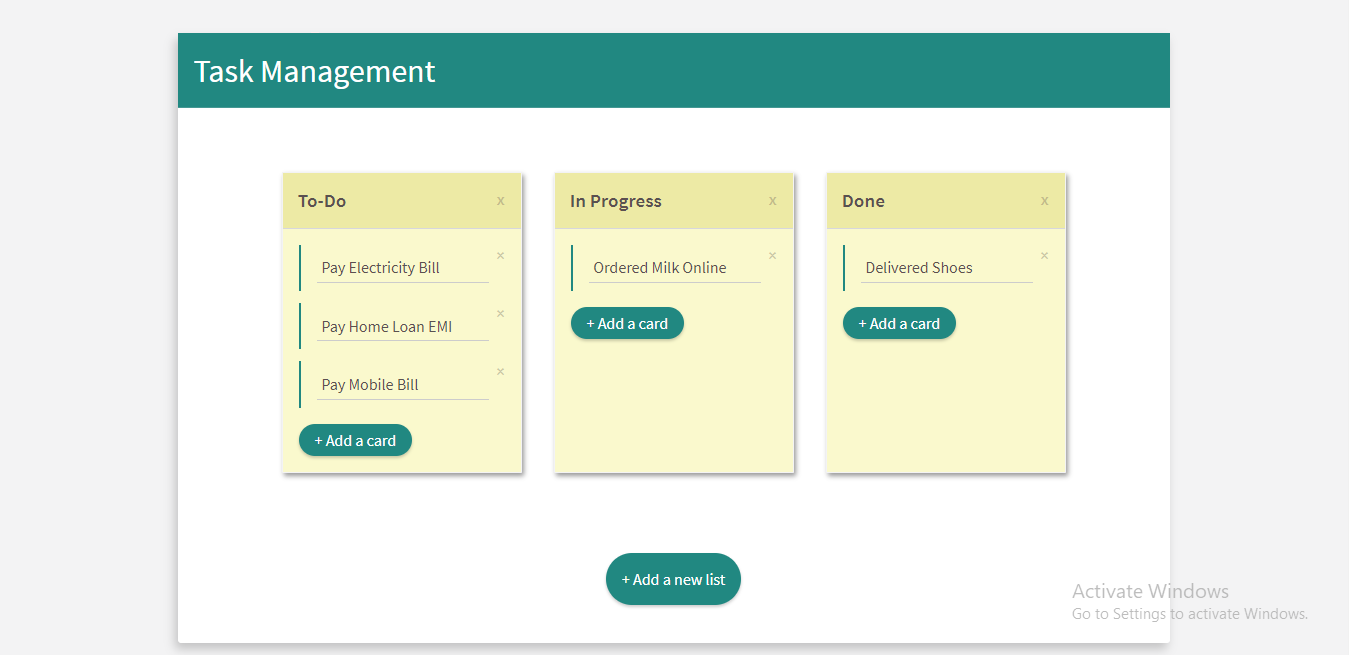 Task Management
To-Do x
Pay Electricity Bill ×
Pay Home Loan EMI ×
Pay Mobile Bill ×
+ Add a card
In Progress x
Ordered Milk Online ×
+ Add a card
Done x
Delivered Shoes ×
+ Add a card
+ Add a new list
Activate Windows
Go to Settings to activate Windows.